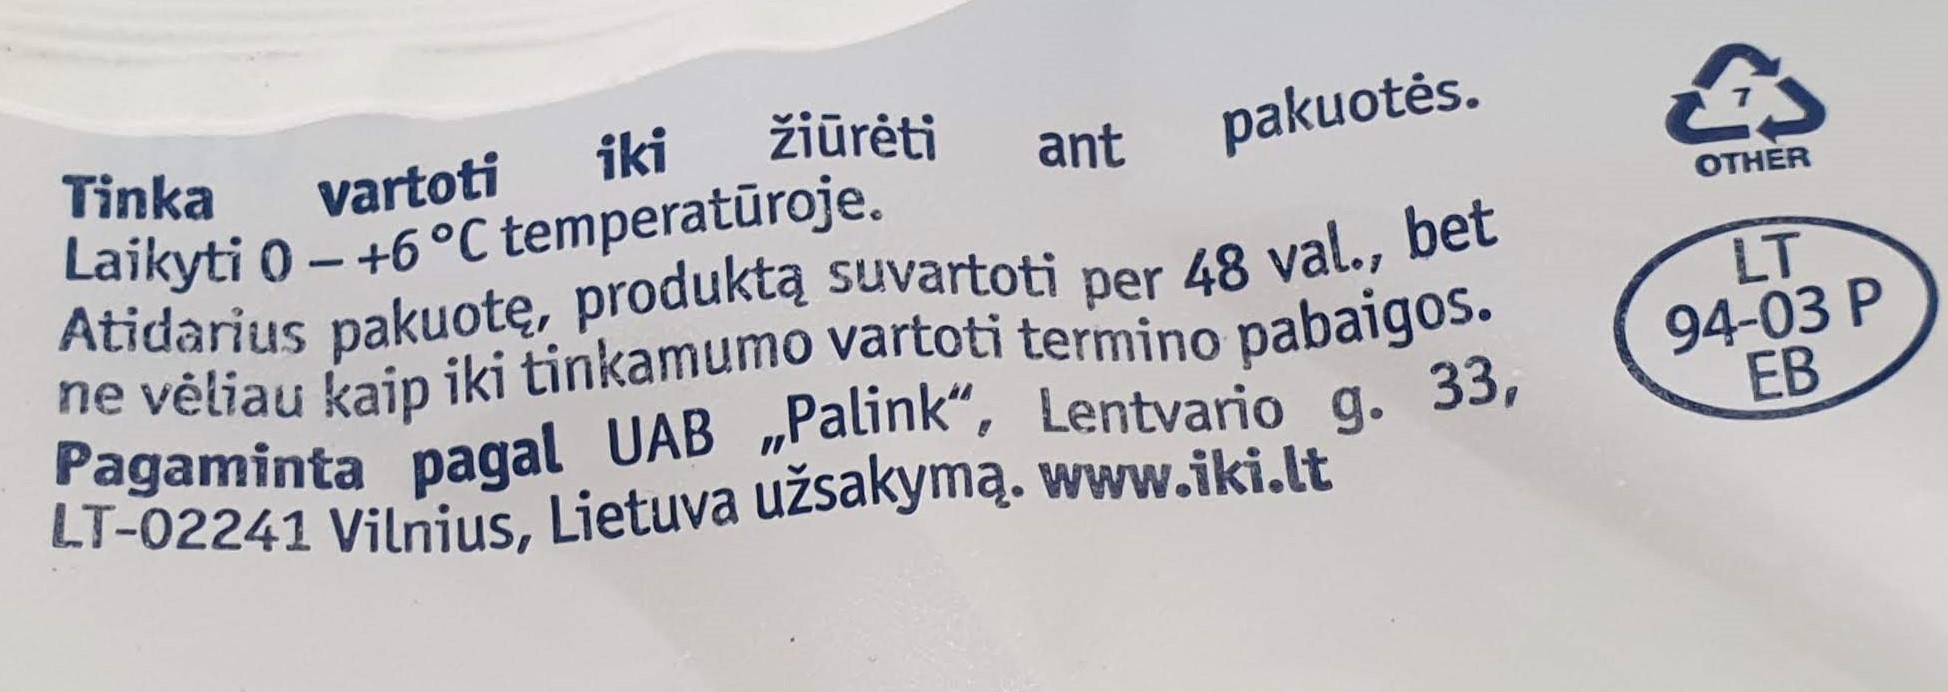 Tinka vartoti iki žiūrėti ant pakuotės.
Laikyti 0 – +6 °C temperatūroje.
Atidarius pakuotę, produktą suvartoti per 48 val., bet
ne vėliau kaip iki tinkamumo vartoti termino pabaigos.
Pagaminta pagal UAB „Palink“, Lentvario g. 33,
LT-02241 Vilnius, Lietuva užsakymą. www.iki.lt
7
OTHER
LT
94-03 P
EB